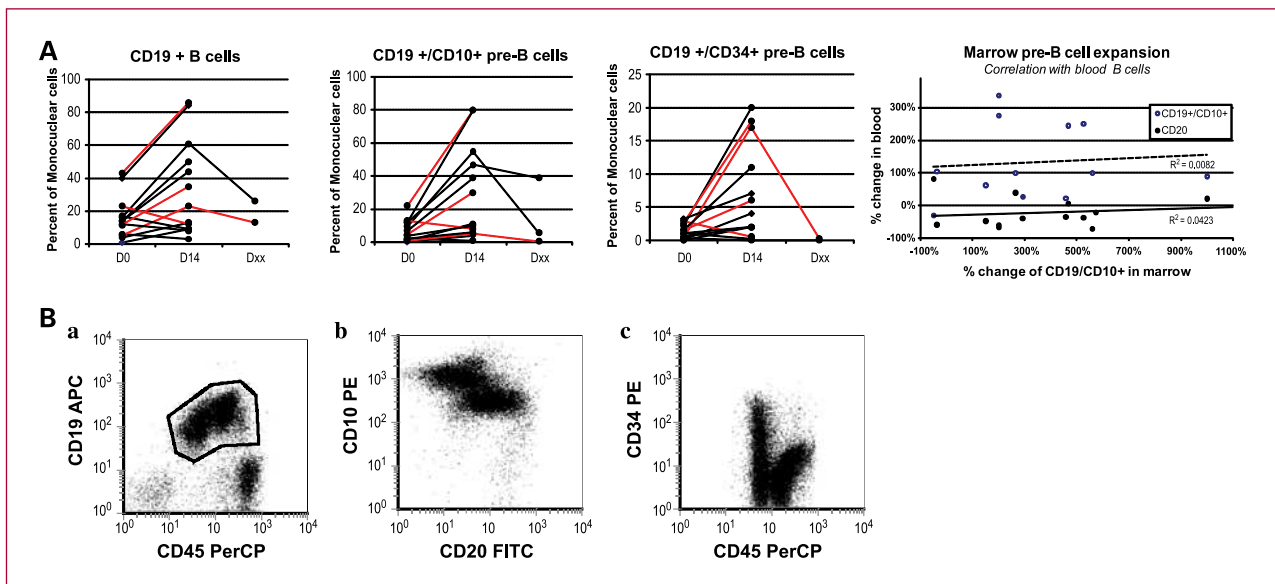 A
CD19 + B cells
Percent of Monocuclear cells
100
80
60
40
20
0
D0 D14 Dxx
CD19 +/CD10+ pre-B cells
Percent of Monocuclear cells
100
80
60
40
20
0
D0 D14 Dxx
CD19 +/CD34+ pre-B cells
Percent of Monocuclear cells
25
20
15
10
5
0
D0 D14 Dxx
Marrow pre-B cell expansion
Correlation with blood B cells
% change in blood
300%
200%
100%
0%
-100%
CD19+/CD10+
CD20
R² = 0,0082
R² = 0.0423
-100% 100% 300% 500% 700% 900% 1100%
% change of CD19/CD10+ in marrow
B
a
CD19 APC
10⁴
10³
10²
10¹
10⁰
10⁰ 10¹ 10² 10³ 10⁴
CD45 PerCP
b
CD10 PE
10⁴
10³
10²
10¹
10⁰
10⁰ 10¹ 10 10³ 10⁴
CD20 FITC
c
CD34 PE
10⁴
10³
10²
10¹
10⁰
10⁰ 10¹ 10² 10³ 10⁴
CD45 PerCP